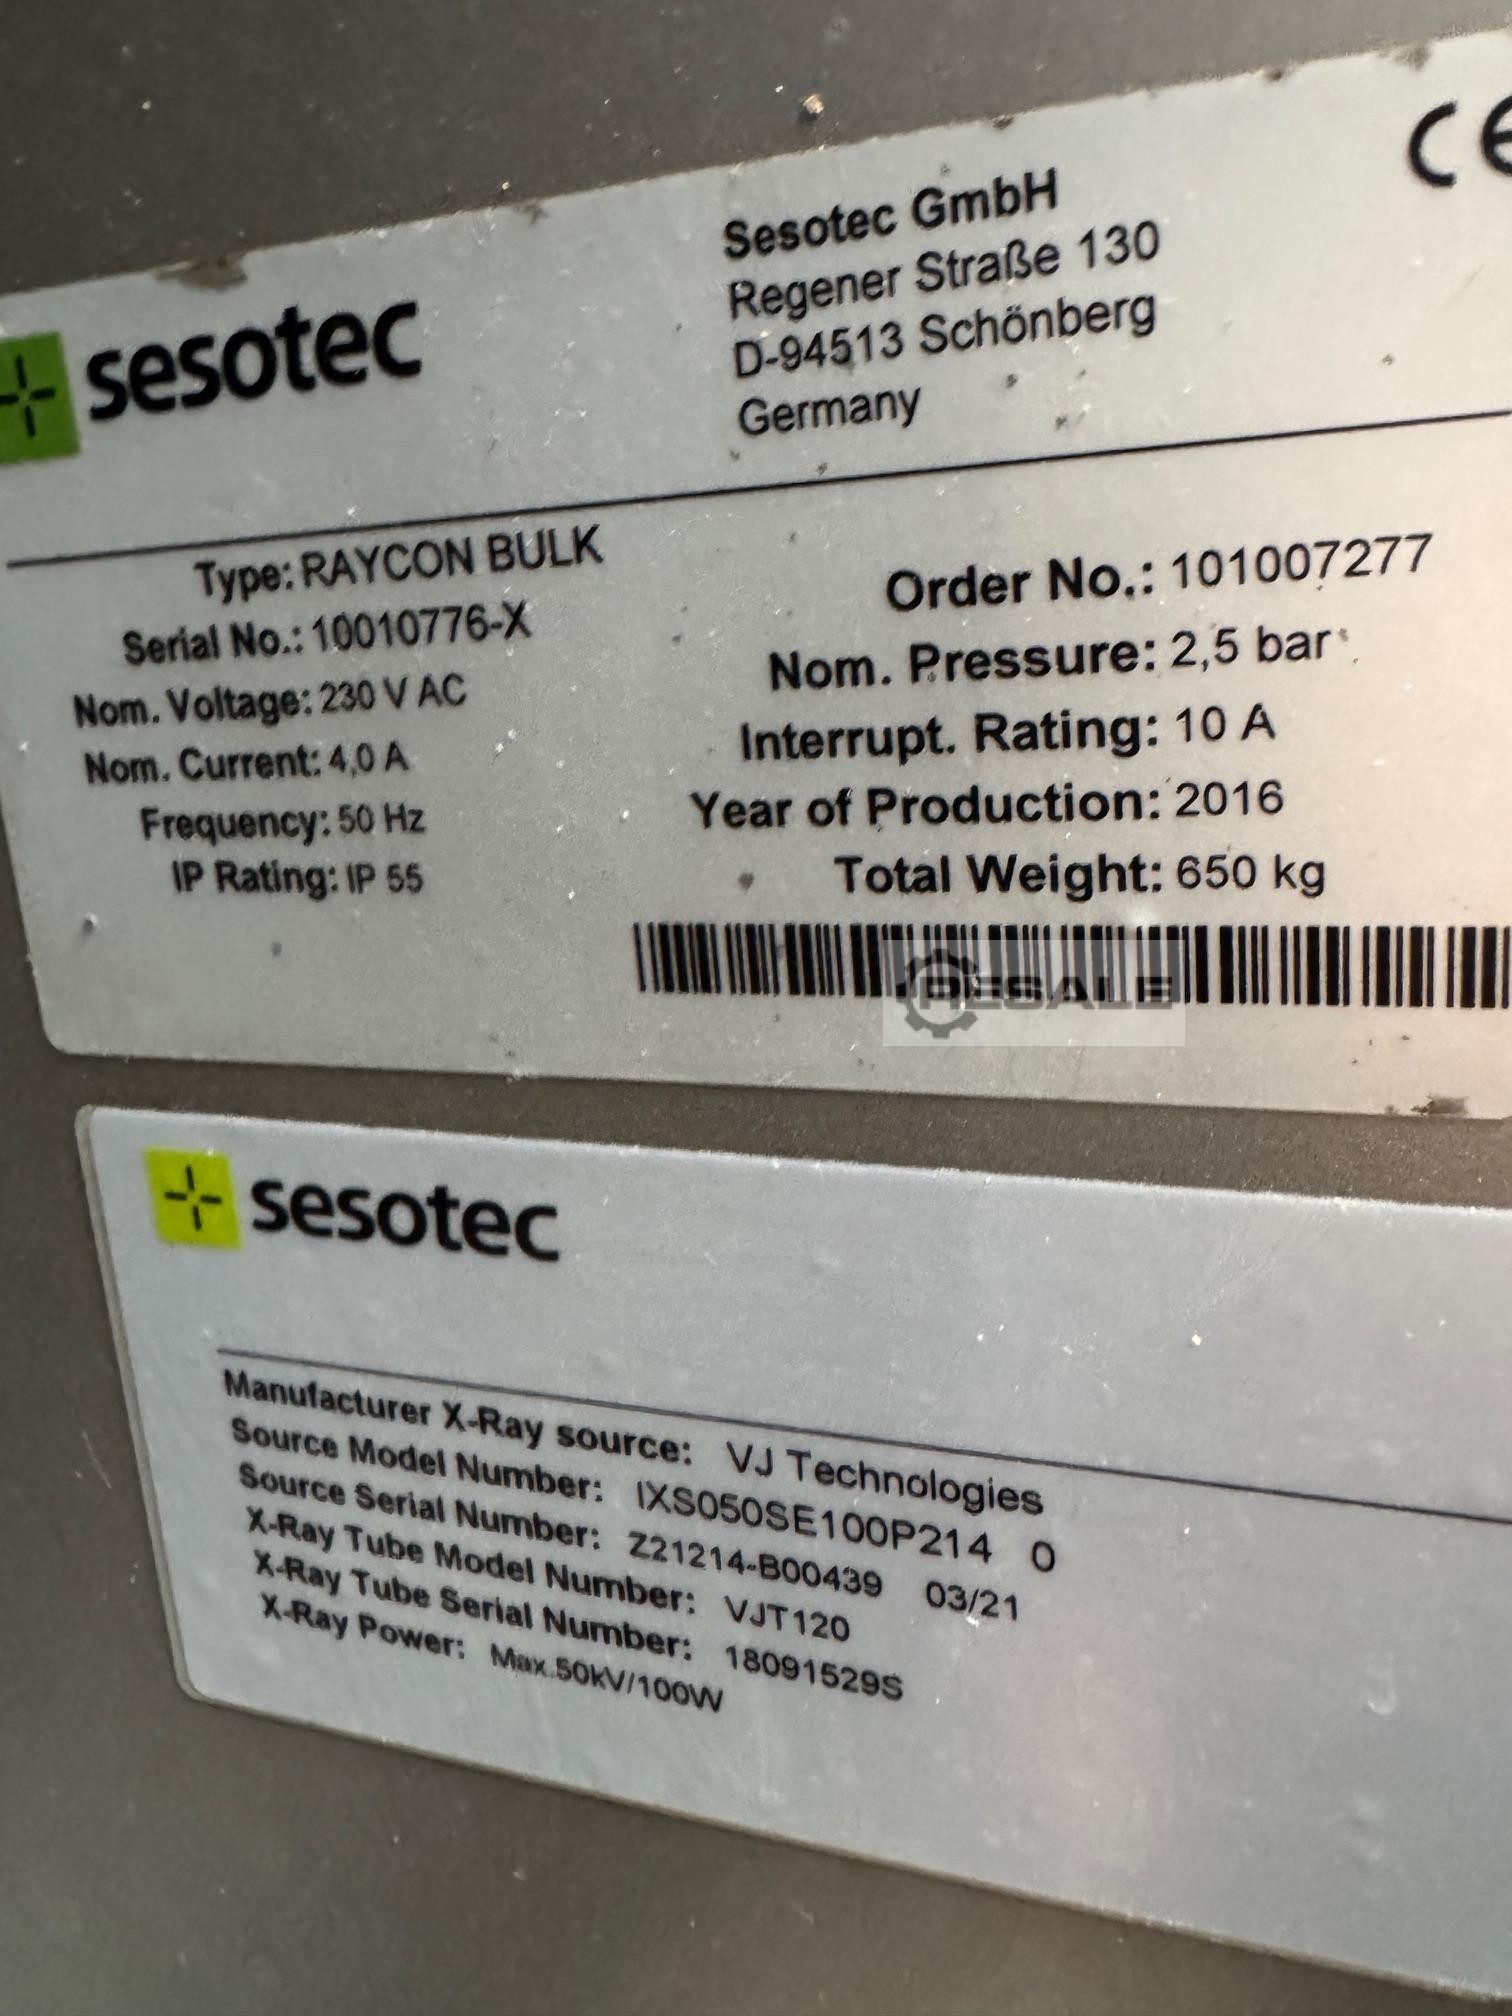 CE
sesotec
Sesotec GmbH
Regener Straße 130
D-94513 Schönberg
Germany
Type: RAYCON BULK
Serial No.: 10010776-X
Nom. Voltage: 230 V AC
Nom. Current: 4,0 A
Frequency: 50 Hz
IP Rating: IP 55
Order No.: 101007277
Nom. Pressure: 2,5 bar
Interrupt. Rating: 10 A
Year of Production: 2016
Total Weight: 650 kg
RESALE
sesotec
Manufacturer X-Ray source: VJ Technologies
Source Model Number: IXS050SE100P214 0
Source Serial Number: Z21214-B00439 03/21
X-Ray Tube Model Number: VJT120
X-Ray Tube Serial Number: 18091529S
X-Ray Power: Max.50kV/100W